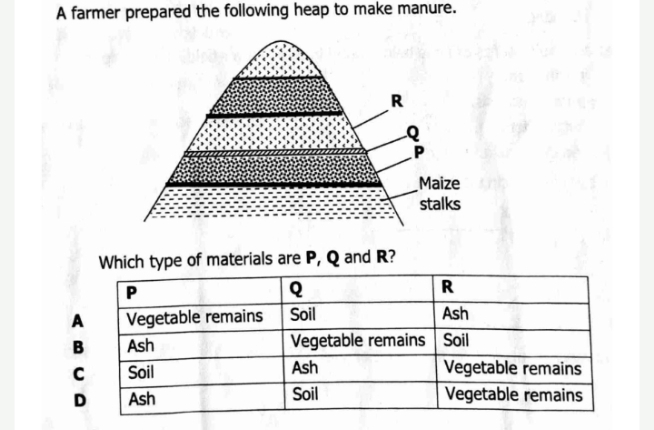 A farmer prepared the following heap to make manure.
R
Q
P
Maize
stalks
Which type of materials are P, Q and R?
P Q R
A Vegetable remains Soil Ash
B Ash Vegetable remains Soil
C Soil Ash Vegetable remains
D Ash Soil Vegetable remains